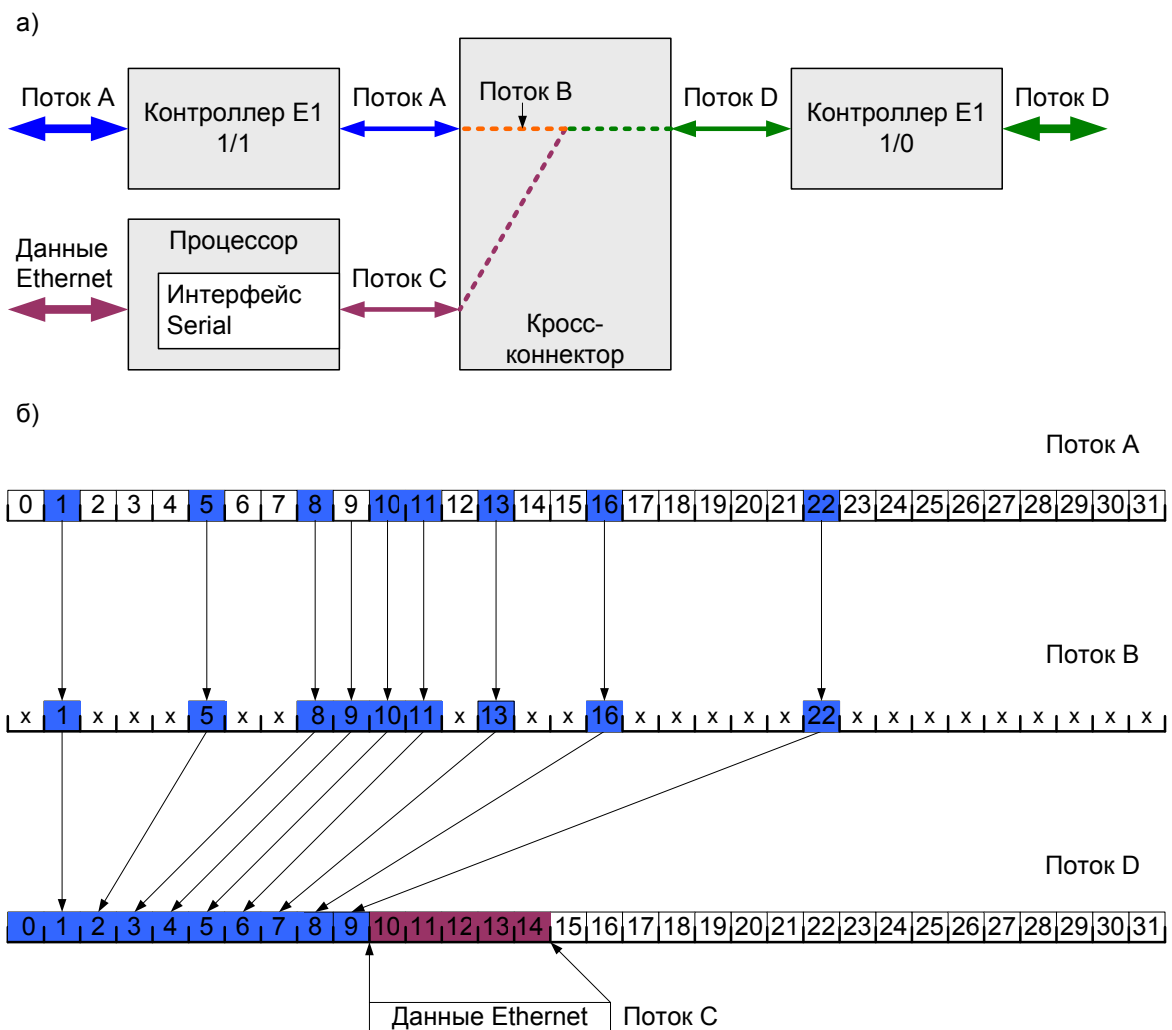 а)
Поток A
Контроллер E1
1/1
Поток A
Поток B
Поток D
Контроллер E1
1/0
Поток D
Данные
Ethernet
Процессор
Интерфейс
Serial
Поток C
Кросс-
коннектор
б)
Поток A
0 1 2 3 4 5 6 7 8 9 10 11 12 13 14 15 16 17 18 19 20 21 22 23 24 25 26 27 28 29 30 31
Поток B
x 1 x x x 5 x x 8 9 10 11 x 13 x x 16 x x x x x 22 x x x x x x x x x
Поток D
0 1 2 3 4 5 6 7 8 9 10 11 12 13 14 15 16 17 18 19 20 21 22 23 24 25 26 27 28 29 30 31
Данные Ethernet
Поток C